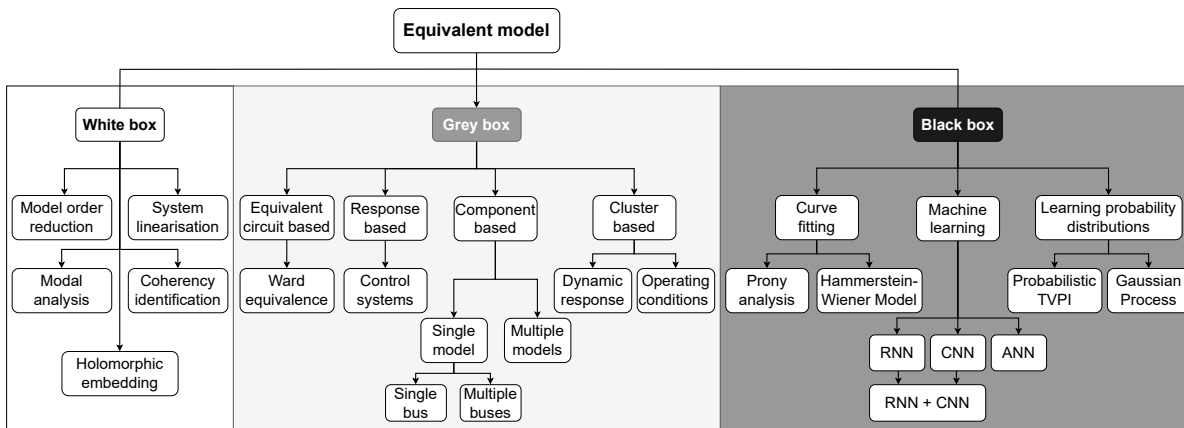 Equivalent model
White box
Grey box
Black box
Model order
reduction
System
linearisation
Modal
analysis
Coherency
identification
Holomorphic
embedding
Equivalent
circuit based
Response
based
Component
based
Cluster
based
Ward
equivalence
Control
systems
Dynamic
response
Operating
conditions
Single
model
Multiple
models
Single
bus
Multiple
buses
Curve
fitting
Machine
learning
Learning probability
distributions
Prony
analysis
Hammerstein-
Wiener Model
Probabilistic
TVPI
Gaussian
Process
RNN
CNN
ANN
RNN + CNN